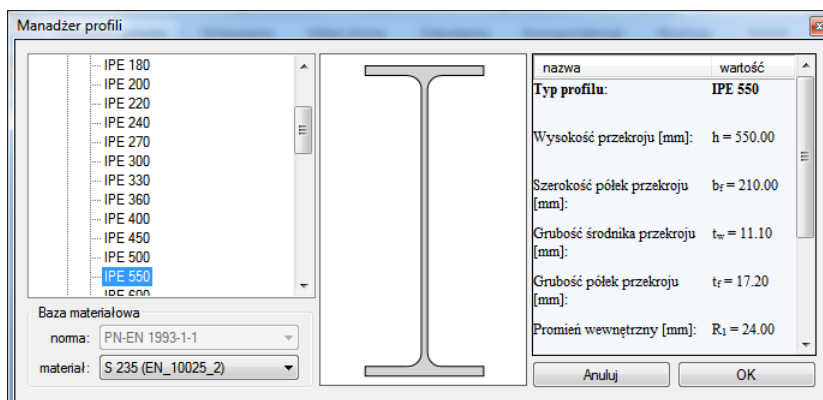 Manadżer profili
IPE 180
IPE 200
IPE 220
IPE 240
IPE 270
IPE 300
IPE 330
IPE 360
IPE 400
IPE 450
IPE 500
IPE 550
IPE 600
Baza materiałowa
norma: PN-EN 1993-1-1
materiał: S 235 (EN_10025_2)
nazwa wartość
Typ profilu: IPE 550
Wysokość przekroju [mm]: h = 550.00
Szerokość półek przekroju bf = 210.00
[mm]:
Grubość środnika przekroju tw = 11.10
[mm]:
Grubość półek przekroju tf = 17.20
[mm]:
Promień wewnętrzny [mm]: R1 = 24.00
Anuluj OK